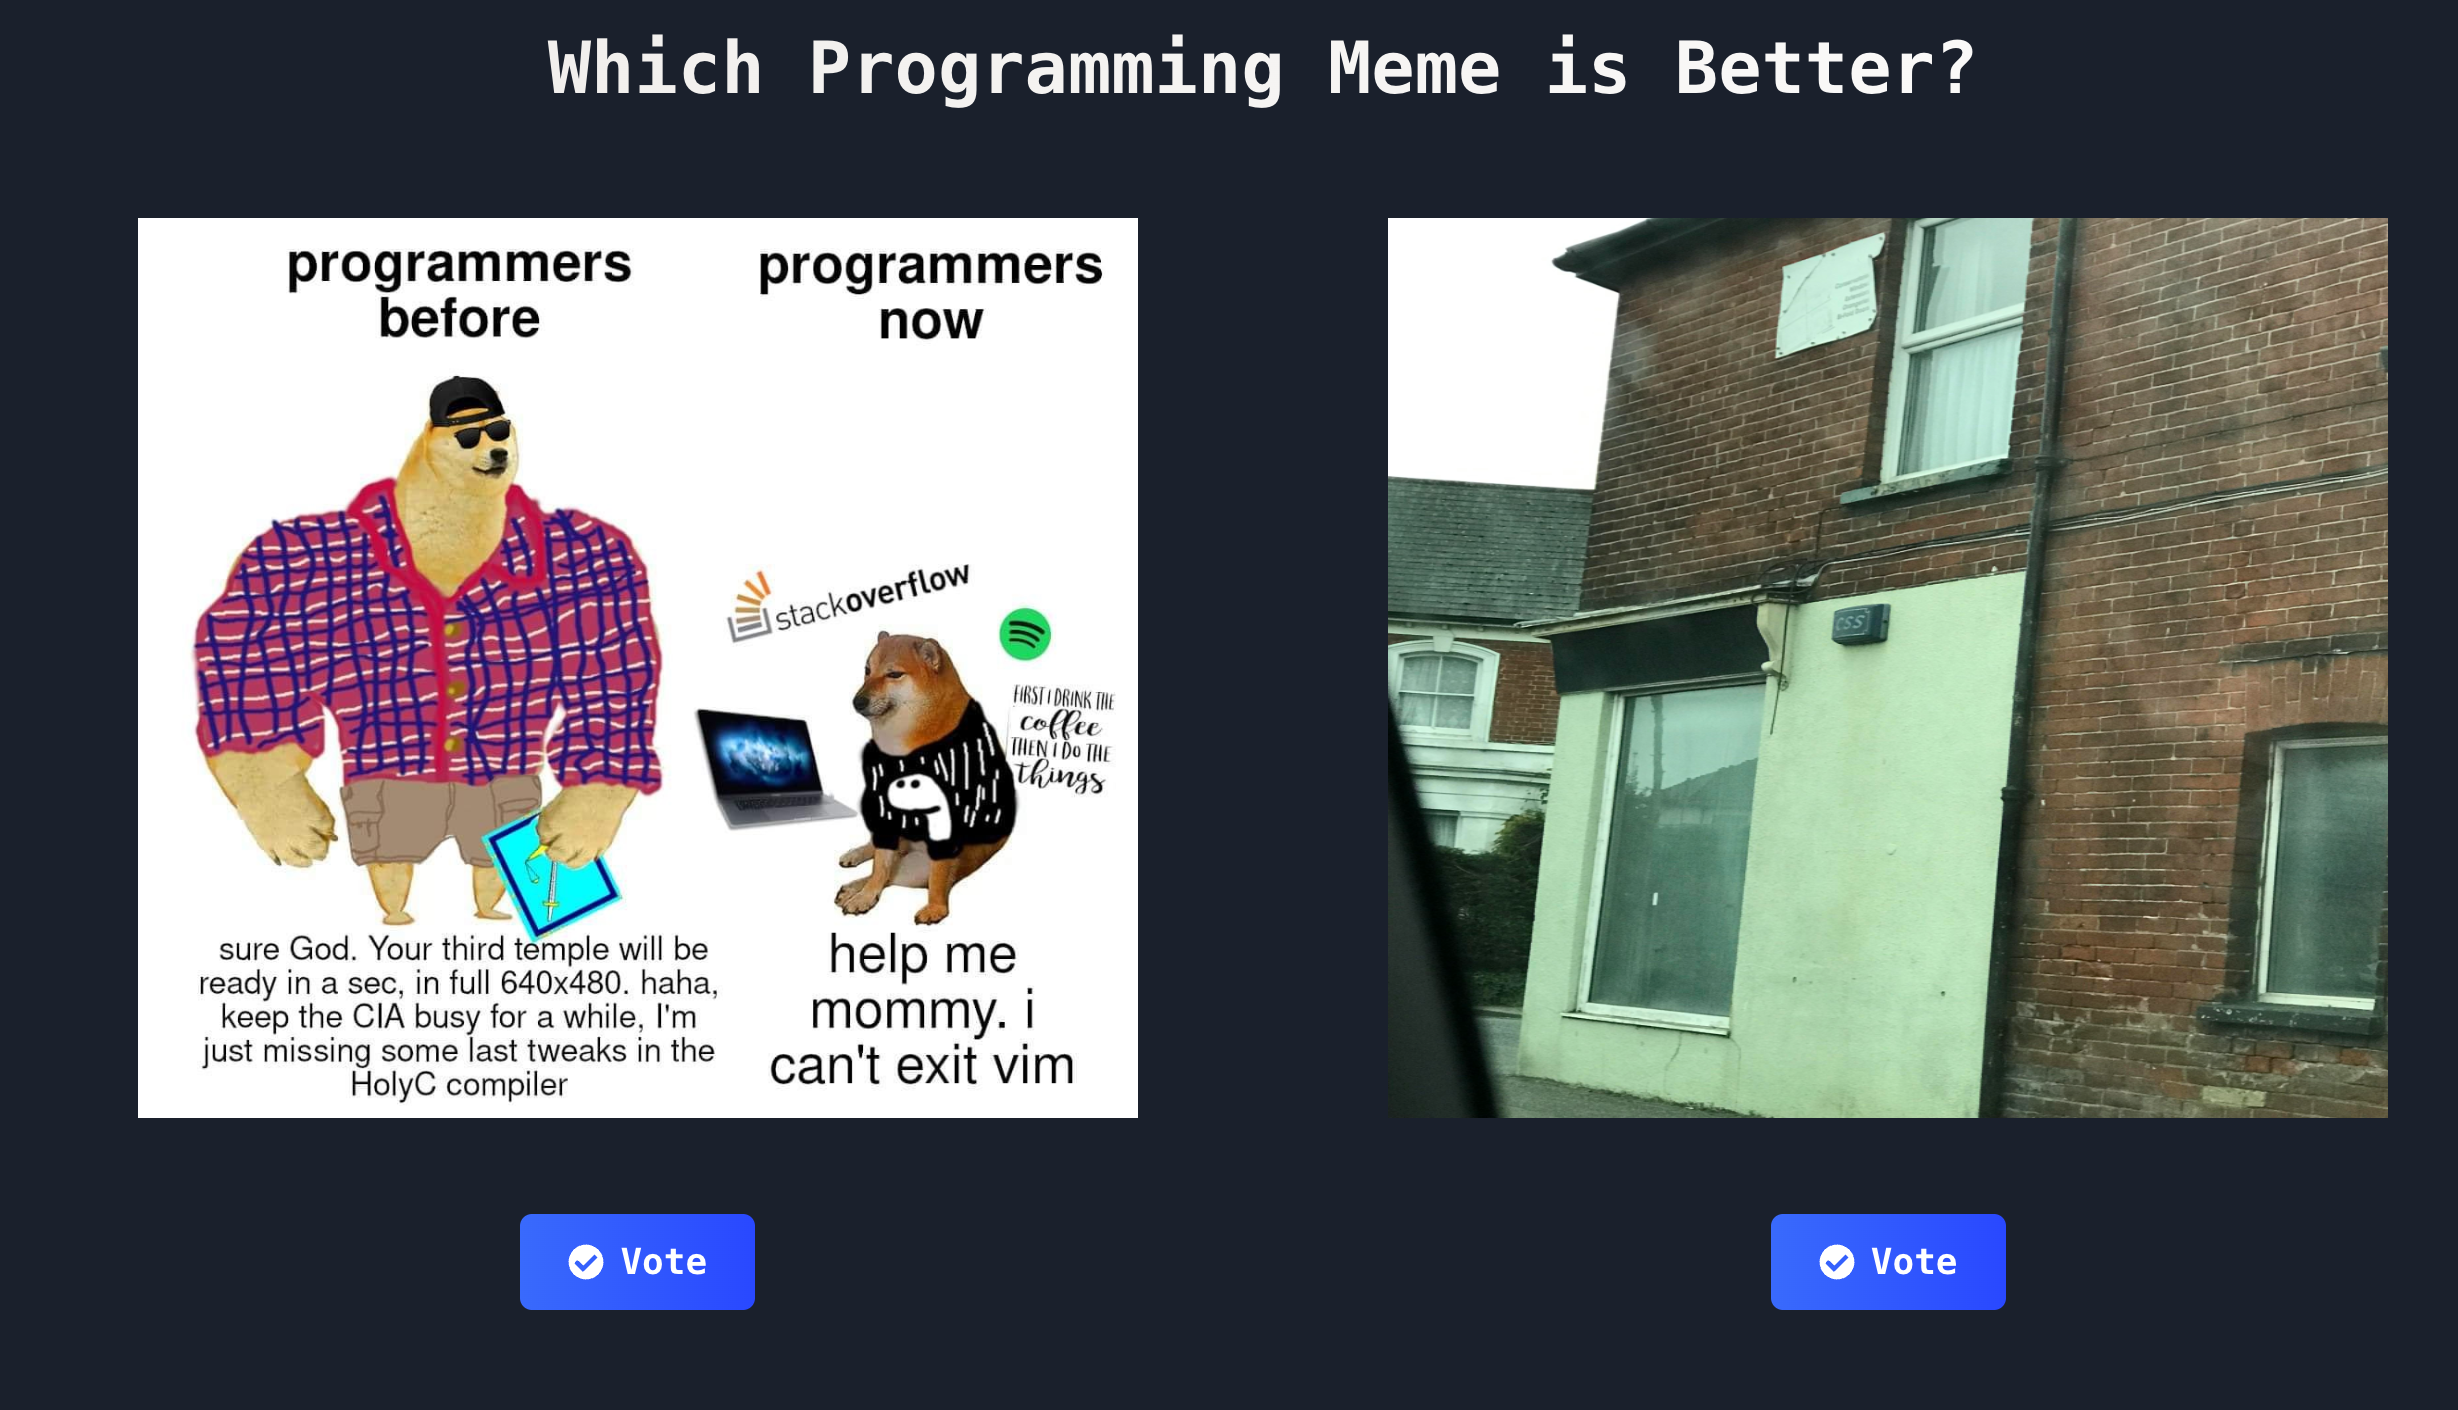 Which Programming Meme is Better?
programmers
before
programmers
now
stackoverflow
FIRST I DRINK THE
coffee
THEN I DO THE
things
sure God. Your third temple will be
ready in a sec, in full 640x480. haha,
keep the CIA busy for a while, I'm
just missing some last tweaks in the
HolyC compiler
help me
mommy. i
can't exit vim
CSS
Vote
Vote